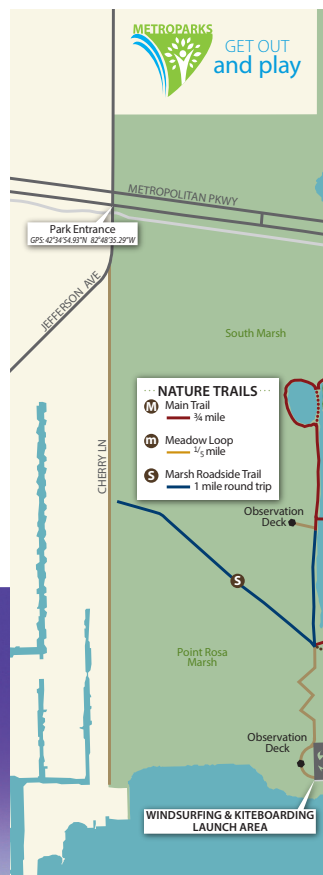 METROPARKS
GET OUT
and play
METROPOLITAN PKWY
Park Entrance
GPS: 42°34'54.93"N 82°48'35.29"W
JEFFERSON AVE
South Marsh
NATURE TRAILS
M Main Trail
¾ mile
m Meadow Loop
1/5 mile
S Marsh Roadside Trail
1 mile round trip
CHERRY LN
Observation
Deck
S
Point Rosa
Marsh
Observation
Deck
WINDSURFING & KITEBOARDING
LAUNCH AREA